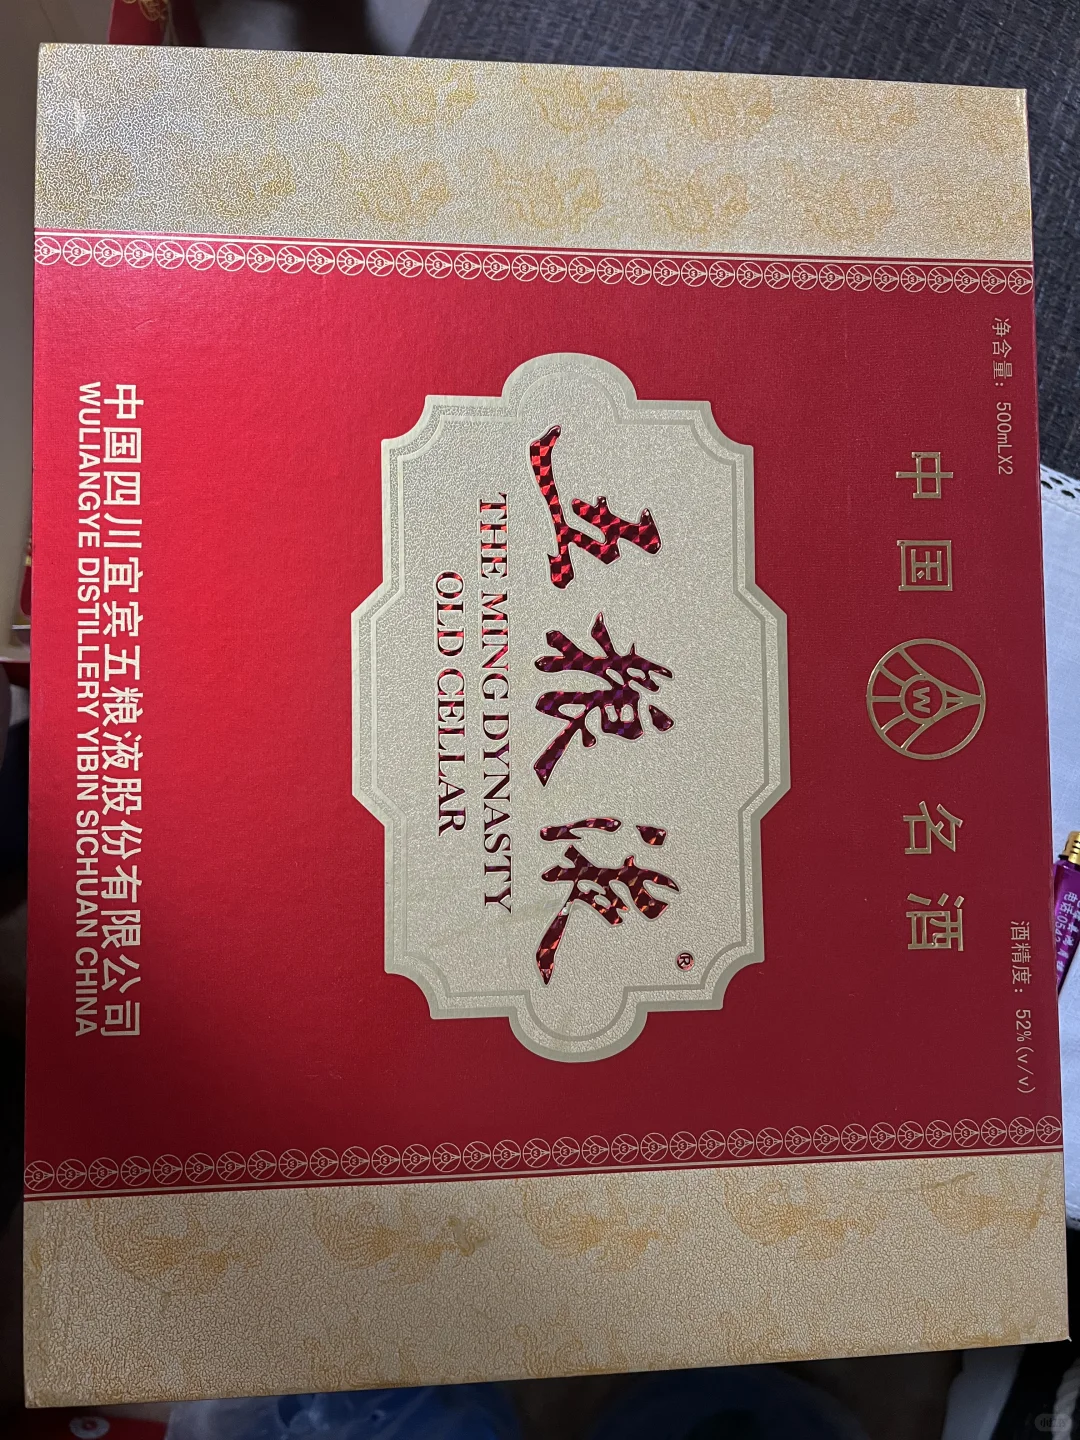 净含量：500mLX2
酒精度：52%(v/v)
中国 W 名酒
五粮液®
THE MING DYNASTY
OLD CELLAR
中国四川宜宾五粮液股份有限公司
WULIANGYE DISTILLERY YIBIN SICHUAN CHINA